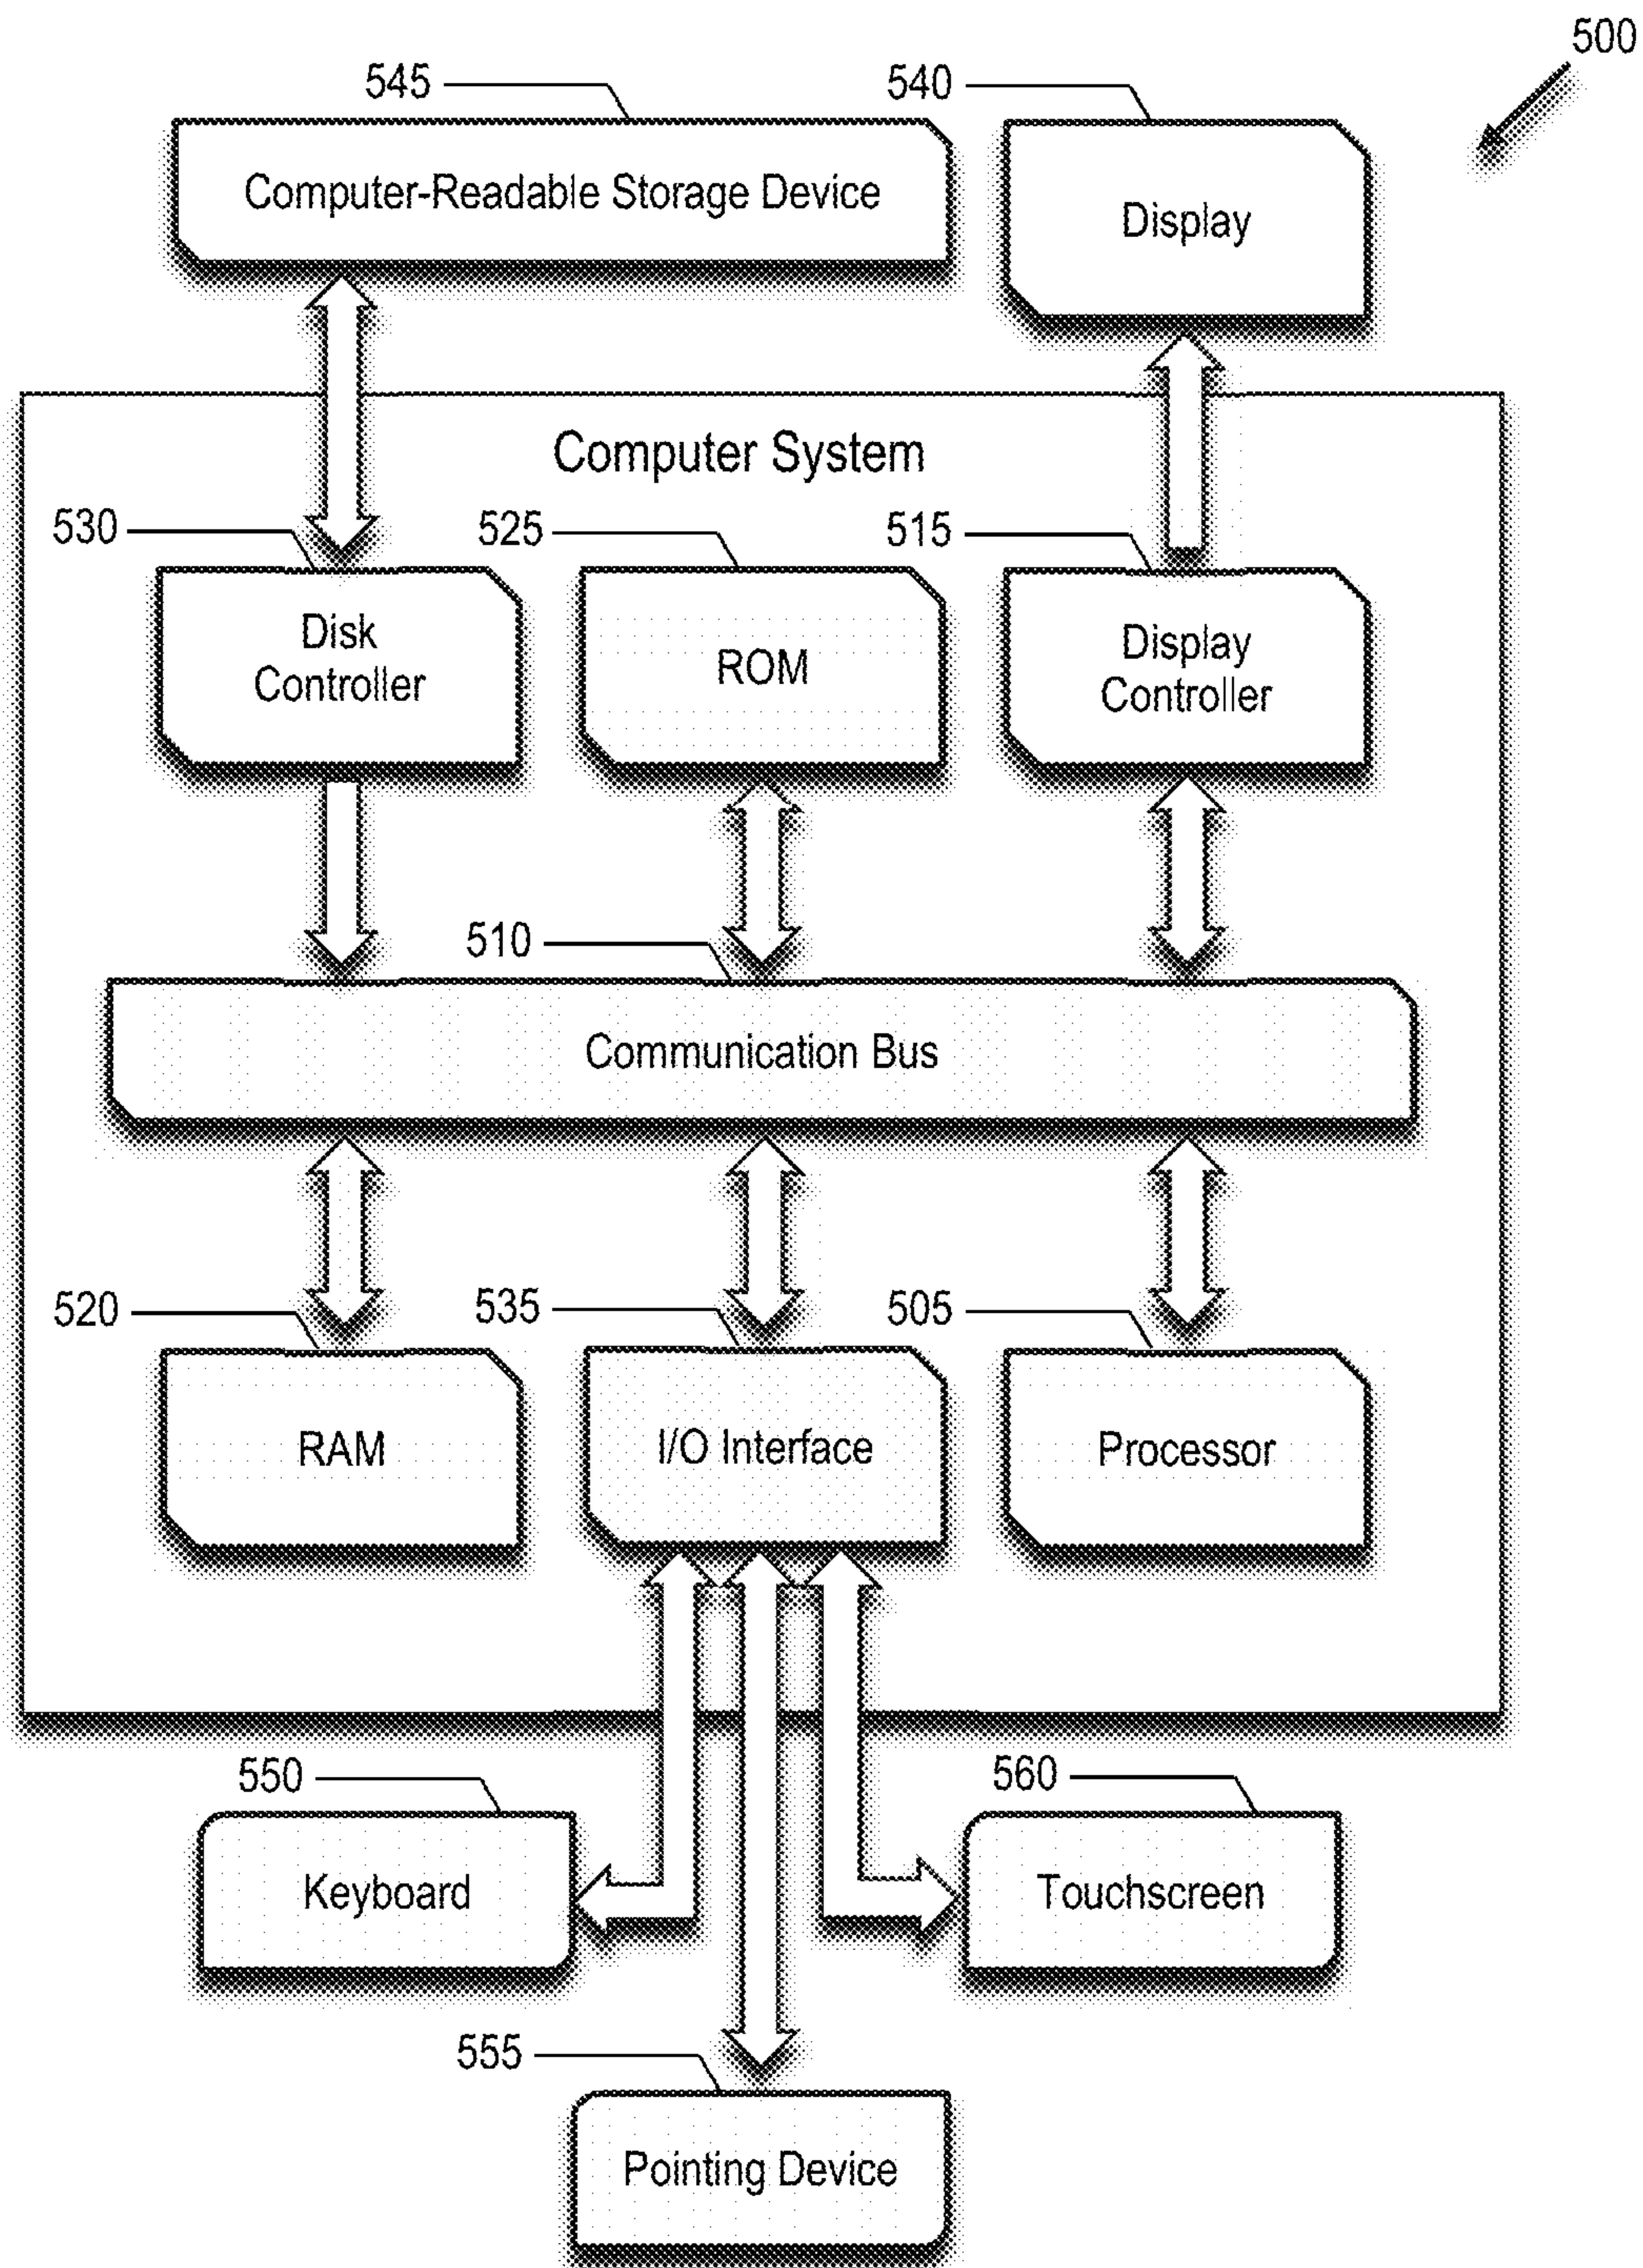 500
545
540
Computer-Readable Storage Device
Display
Computer System
530
525
515
Disk
Controller
ROM
Display
Controller
510
Communication Bus
520
535
505
RAM
I/O Interface
Processor
550
560
Keyboard
Touchscreen
555
Pointing Device